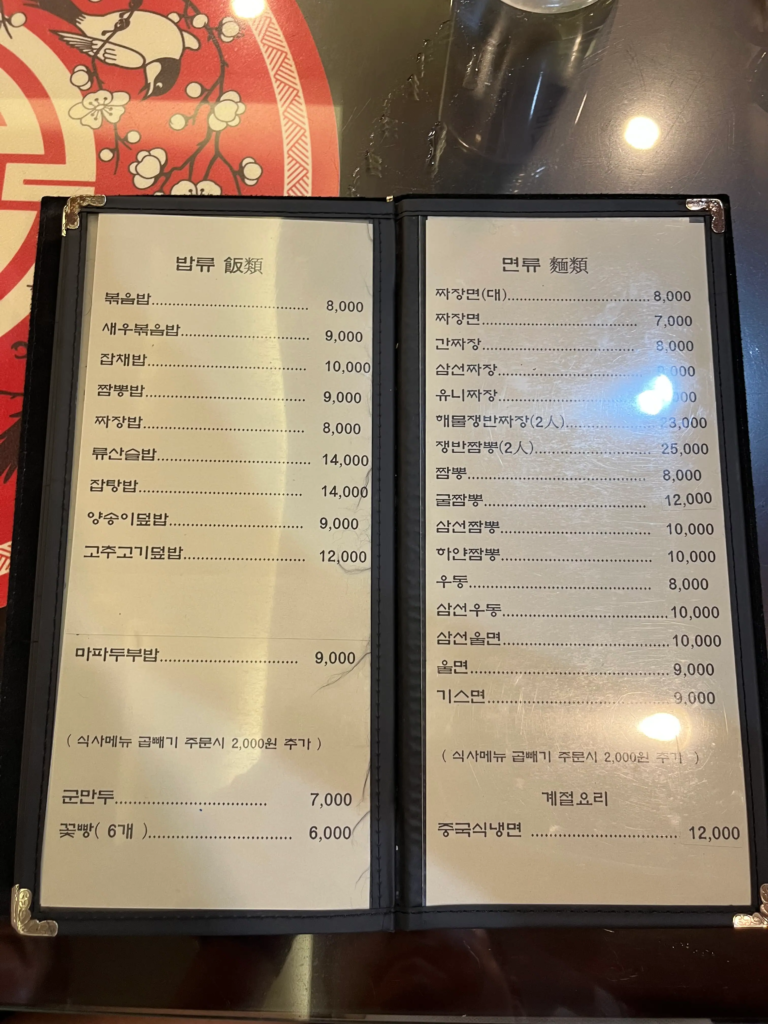 밥류 飯類
볶음밥.................................... 8,000
새우볶음밥............................. 9,000
잡채밥..................................... 10,000
짬뽕밥..................................... 9,000
짜장밥..................................... 8,000
류산슬밥.................................... 14,000
잡탕밥...................................... 14,000
양송이덮밥............................... 9,000
고추고기덮밥............................ 12,000
마파두부밥................................ 9,000
( 식사메뉴 곱빼기 주문시 2,000원 추가 )
군만두................................... 7,000
꽃빵( 6개 )................................. 6,000
면류 麵類
짜장면(대)................................. 8,000
짜장면.................................... 7,000
간짜장.................................... 8,000
삼선짜장
유니짜장
해물쟁반짜장(2人).................... 23,000
쟁반짬뽕(2人)........................... 25,000
짬뽕......................................... 8,000
굴짬뽕...................................... 12,000
삼선짬뽕................................... 10,000
하얀짬뽕................................... 10,000
우동.......................................... 8,000
삼선우동...................................... 10,000
삼선울면...................................... 10,000
울면............................................. 9,000
기스면.......................................... 9,000
( 식사메뉴 곱빼기 주문시 2,000원 추가 )
계절요리
중국식냉면 .................................. 12,000